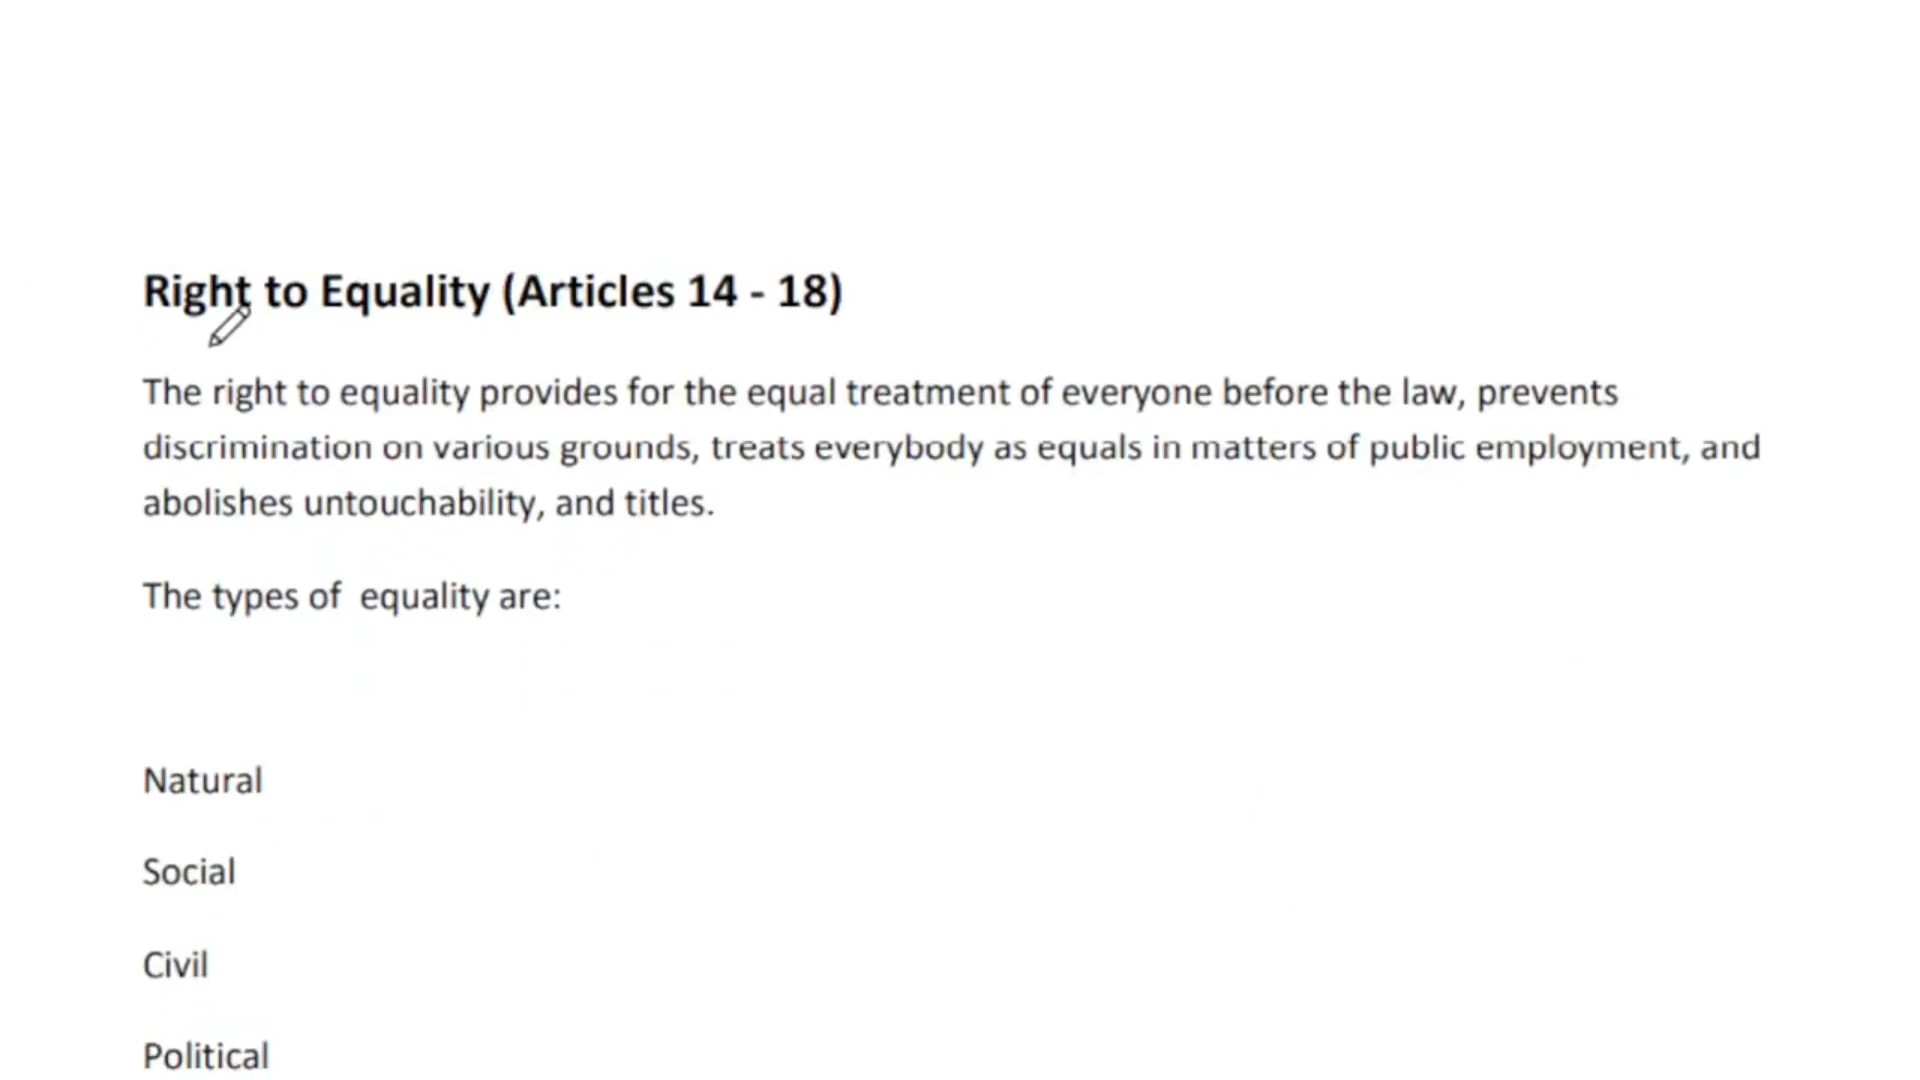 Right to Equality (Articles 14 - 18)
The right to equality provides for the equal treatment of everyone before the law, prevents
discrimination on various grounds, treats everybody as equals in matters of public employment, and
abolishes untouchability, and titles.
The types of  equality are:
Natural
Social
Civil
Political